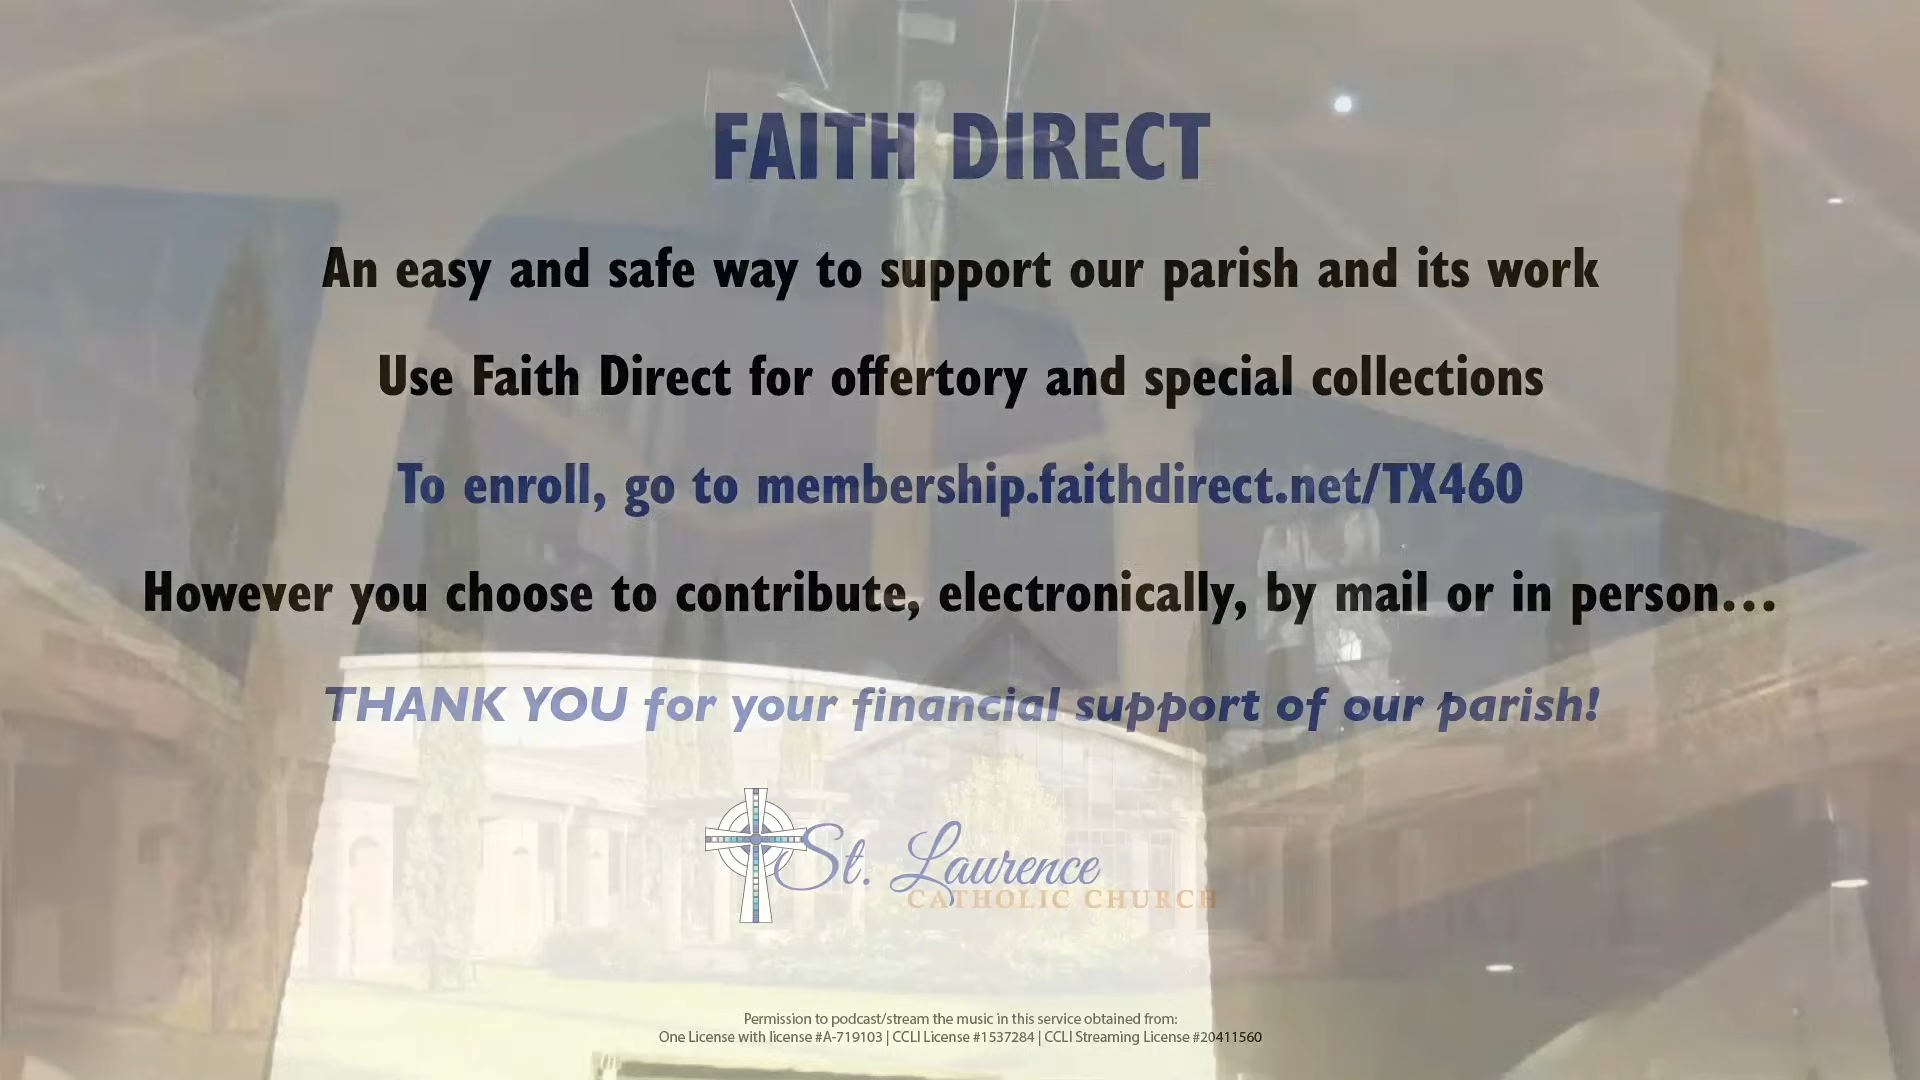 FAITH DIRECT
An easy and safe way to support our parish and its work
Use Faith Direct for offertory and special collections
To enroll, go to membership.faithdirect.net/TX460
However you choose to contribute, electronically, by mail or in person...
THANK YOU for your financial support of our parish!
St. Laurence
CATHOLIC CHURCH
Permission to podcast/stream the music in this service obtained from:
One License with license #A-719103 | CCLI License #1537284 | CCLI Streaming License #20411560